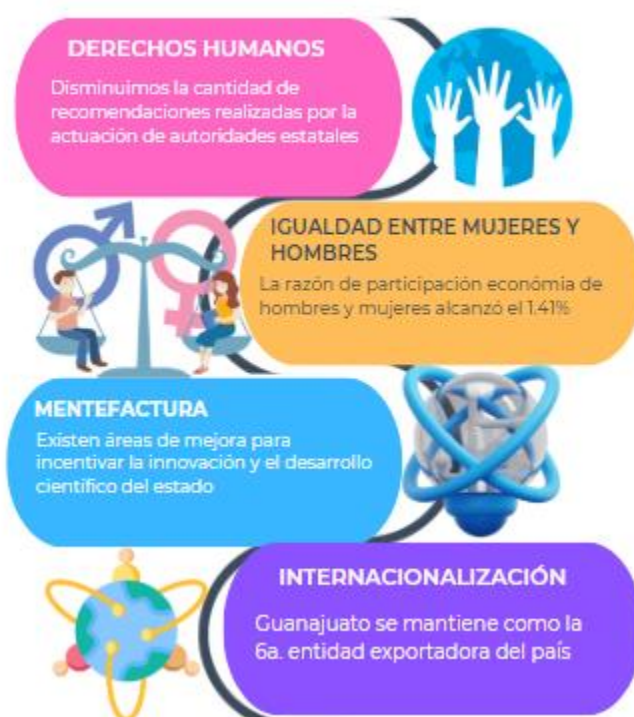 DERECHOS HUMANOS
Disminuimos la cantidad de
recomendaciones realizadas por la
actuación de autoridades estatales
IGUALDAD ENTRE MUJERES Y
HOMBRES
La razón de participación económia de
hombres y mujeres alcanzó el 1.41%
MENTEFACTURA
Existen áreas de mejora para
incentivar la innovación y el desarrollo
científico del estado
INTERNACIONALIZACIÓN
Guanajuato se mantiene como la
6a. entidad exportadora del país